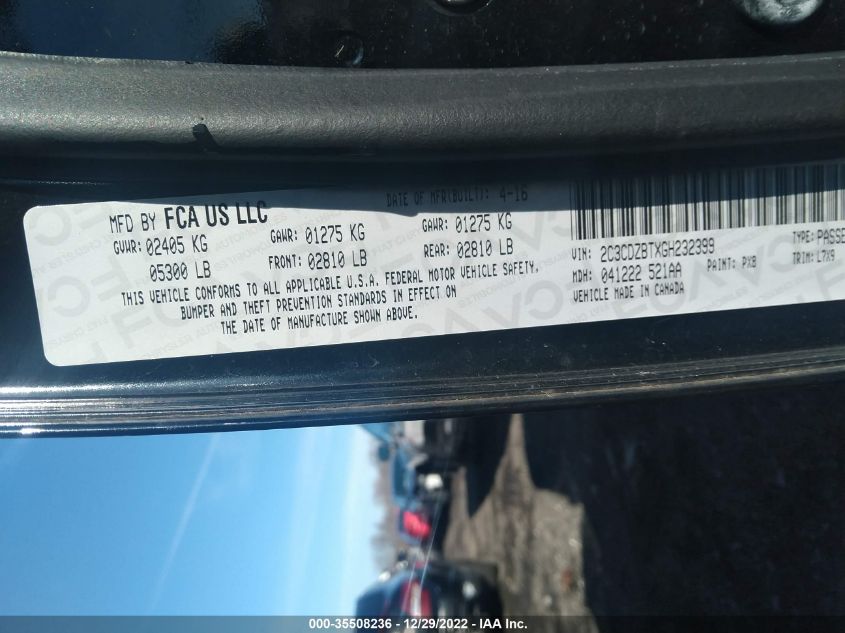 DATE OF MFR(BUILT): 4-16
MFD BY FCA US LLC
GVWR: 02405 KG GAWR: 01275 KG GAWR: 01275 KG
05300 LB FRONT: 02810 LB REAR: 02810 LB
THIS VEHICLE CONFORMS TO ALL APPLICABLE U.S.A. FEDERAL MOTOR VEHICLE SAFETY,
BUMPER AND THEFT PREVENTION STANDARDS IN EFFECT ON
THE DATE OF MANUFACTURE SHOWN ABOVE.
VIN: 2C3CDZBTXGH232399 TYPE: PASSE
MDH: 041222 521AA PAINT: PXB TRIM: L7X9
VEHICLE MADE IN CANADA
000-35508236 - 12/29/2022 - IAA Inc.